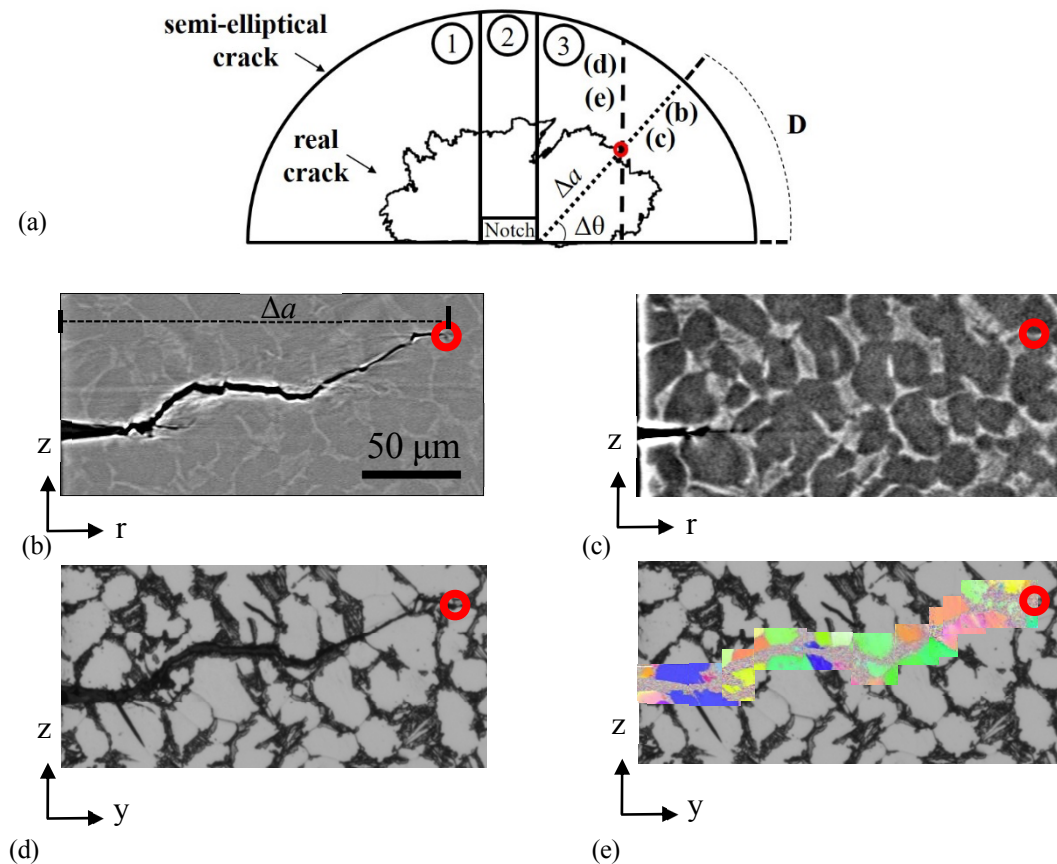 semi-elliptical
crack
1
2
3
(d)
(e)
(b)
(c)
D
real
crack
Δa
Δθ
Notch
(a)
Δa
50 μm
z
r
(b)
z
r
(c)
z
y
(d)
z
y
(e)